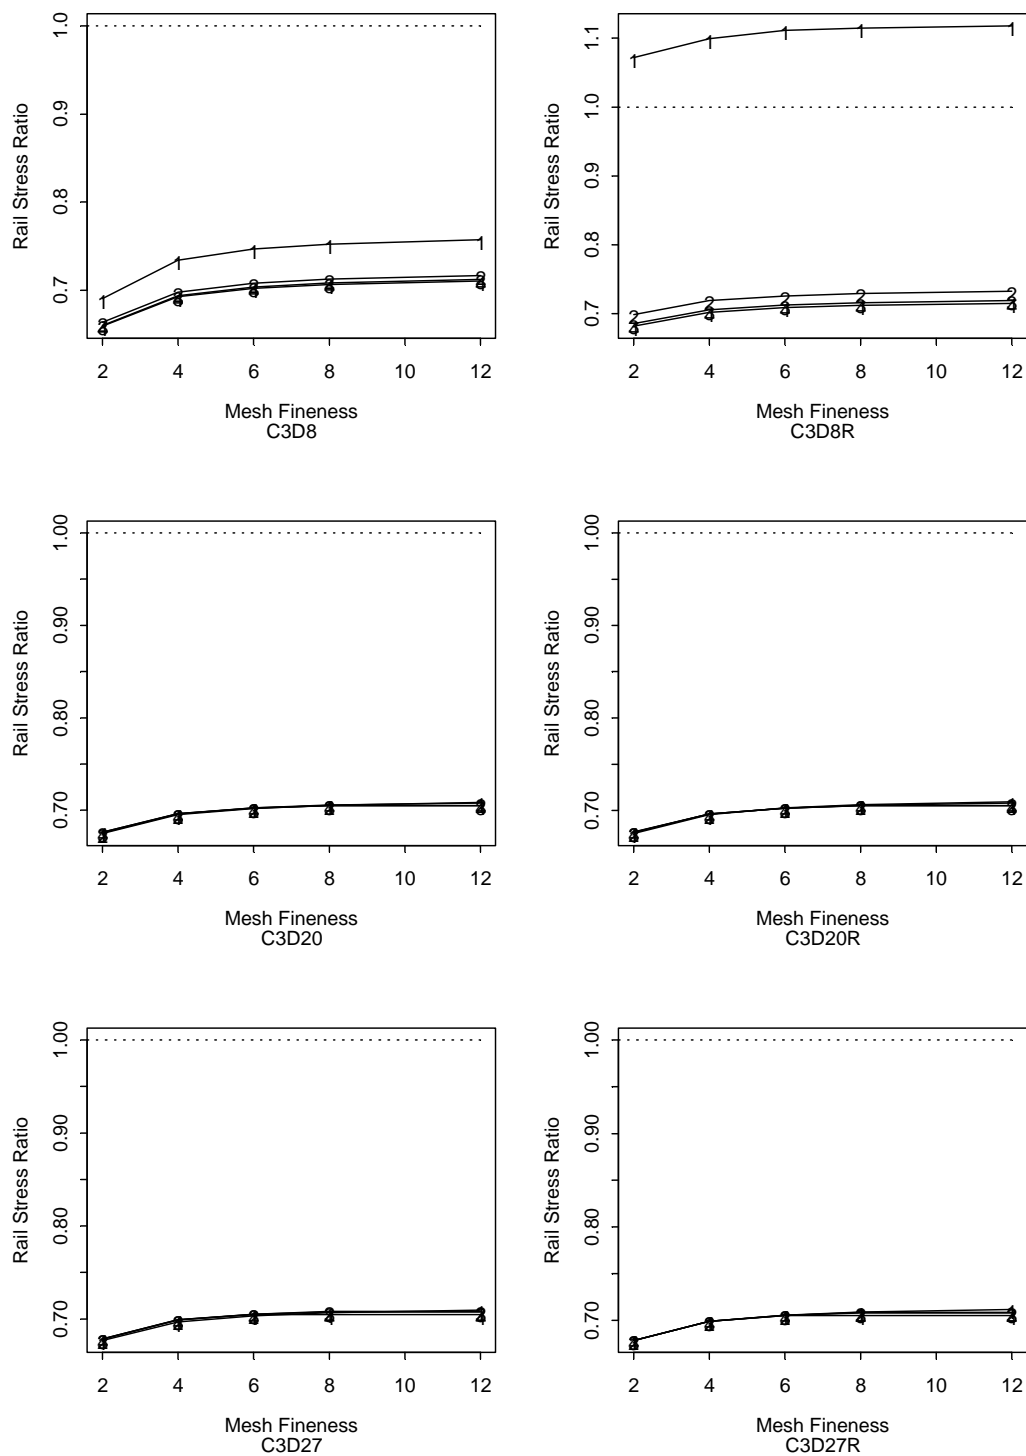 1.0
0.9
0.8
0.7
Rail Stress Ratio
2 4 6 8 10 12
Mesh Fineness
C3D8
1.1
1.0
0.9
0.8
0.7
Rail Stress Ratio
2 4 6 8 10 12
Mesh Fineness
C3D8R
1.00
0.90
0.80
0.70
Rail Stress Ratio
2 4 6 8 10 12
Mesh Fineness
C3D20
1.00
0.90
0.80
0.70
Rail Stress Ratio
2 4 6 8 10 12
Mesh Fineness
C3D20R
1.00
0.90
0.80
0.70
Rail Stress Ratio
2 4 6 8 10 12
Mesh Fineness
C3D27
1.00
0.90
0.80
0.70
Rail Stress Ratio
2 4 6 8 10 12
Mesh Fineness
C3D27R